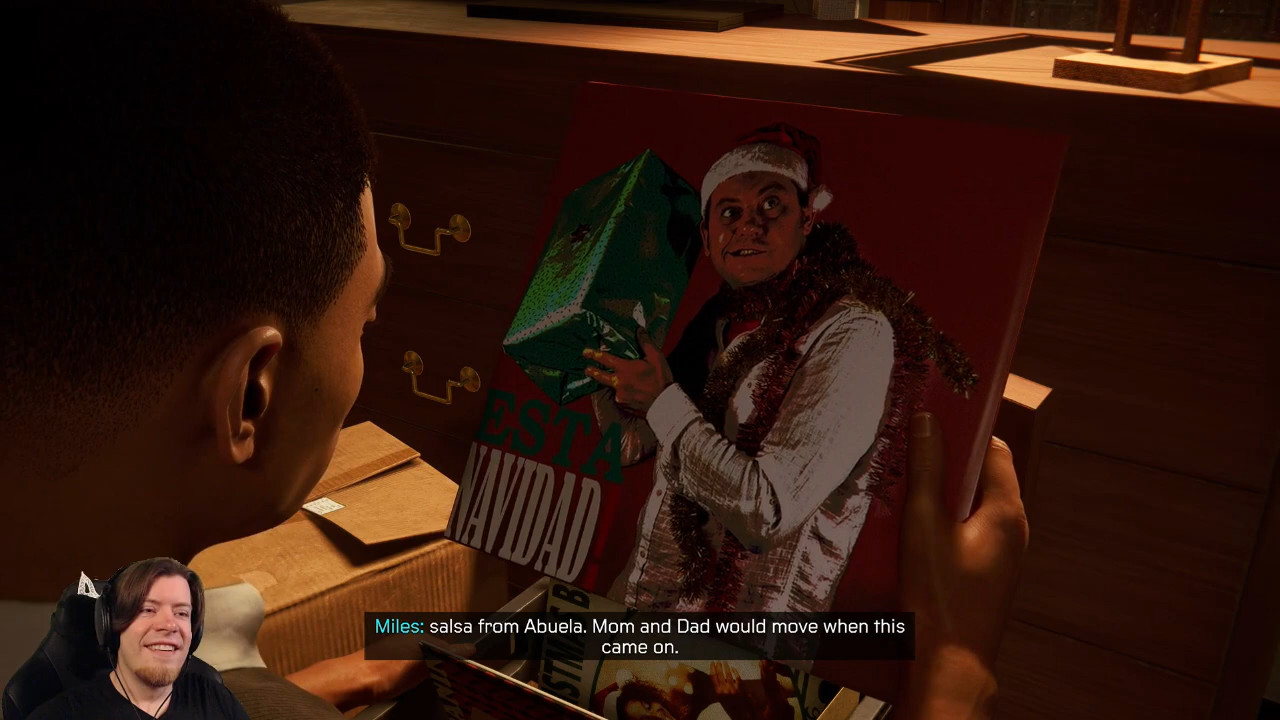 ESTA
NAVIDAD
Miles: salsa from Abuela. Mom and Dad would move when this
came on.